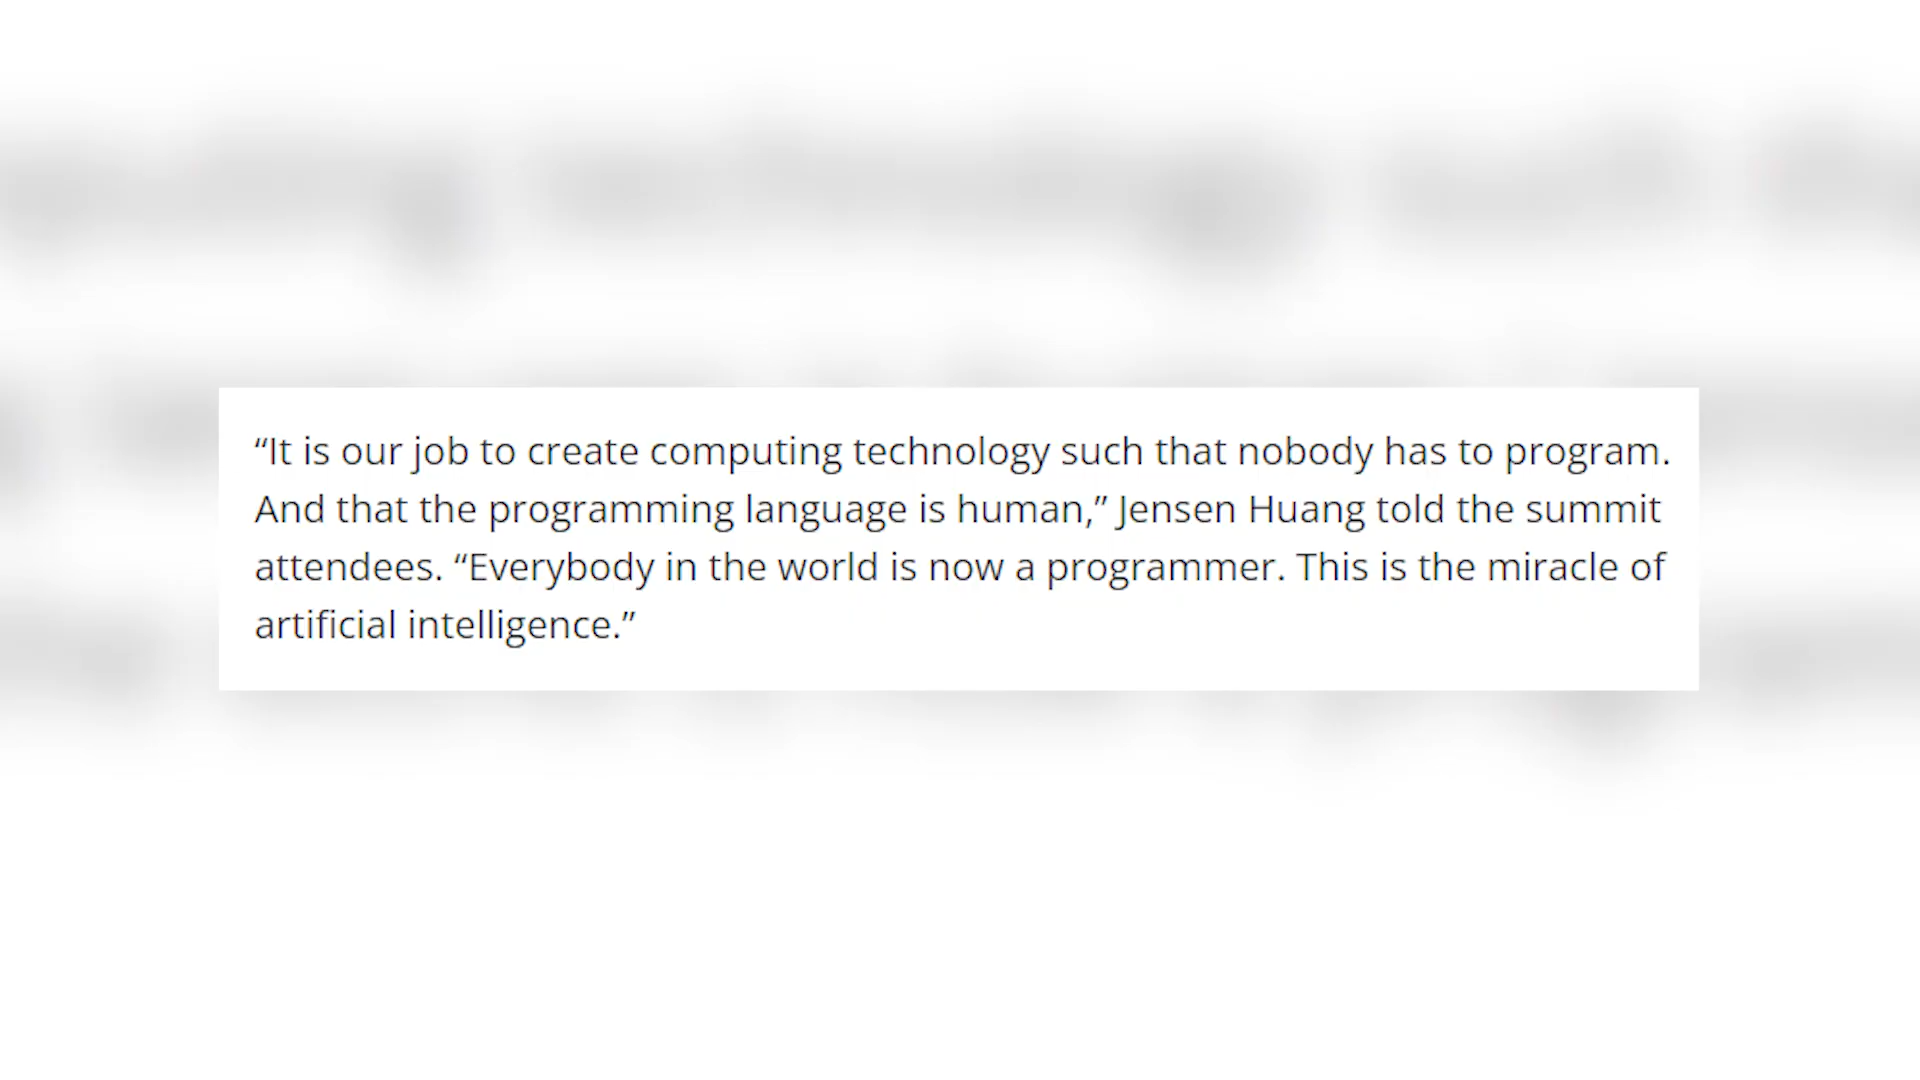 “It is our job to create computing technology such that nobody has to program.
And that the programming language is human,” Jensen Huang told the summit
attendees. “Everybody in the world is now a programmer. This is the miracle of
artificial intelligence.”